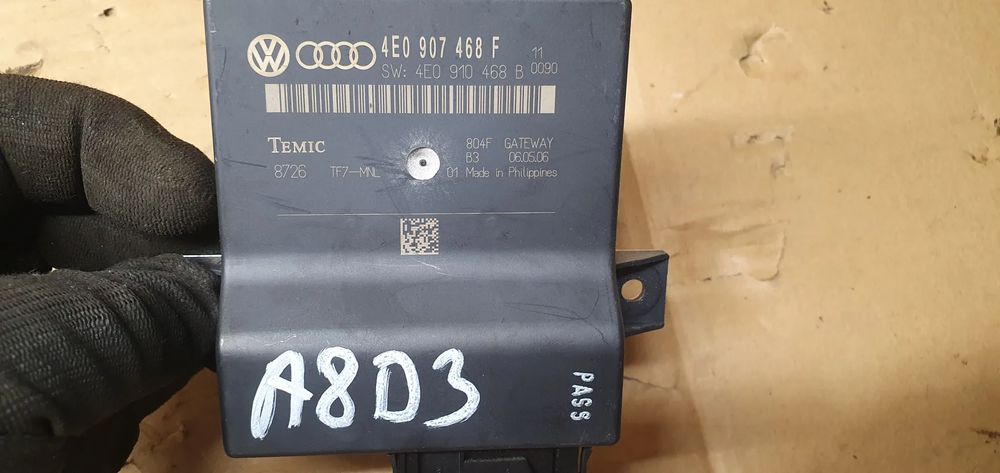 4E0 907 468 F 11
SW: 4E0 910 468 B 0090
TEMIC 804F GATEWAY
B3 06.05.06
8726 TF7-MNL 01 Made in Philippines
A8D3
PASS